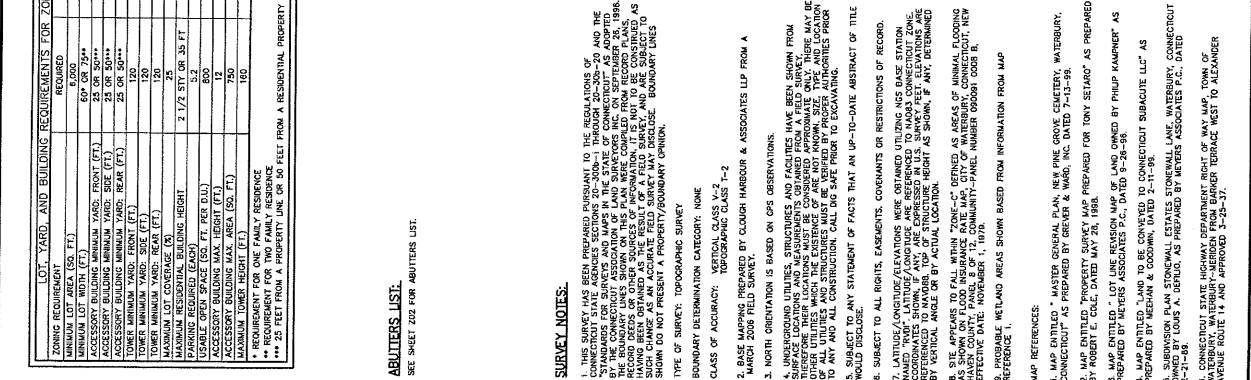 LOT, YARD, AND BUILDING REQUIREMENTS FOR ZO
ZONING REQUIREMENT REQUIRED
MINIMUM LOT AREA (SQ. FT.) 6,000
MINIMUM LOT WIDTH (FT.) 60* OR 75**
ACCESSORY BUILDING MINIMUM YARD: FRONT (FT.) 25 OR 50***
ACCESSORY BUILDING MINIMUM YARD: SIDE (FT.) 25 OR 50***
ACCESSORY BUILDING MINIMUM YARD: REAR (FT.) 25 OR 50***
TOWER MINIMUM YARD: FRONT (FT.) 120
TOWER MINIMUM YARD: SIDE (FT.) 120
TOWER MINIMUM YARD: REAR (FT.) 120
MAXIMUM LOT COVERAGE (%) 25
MAXIMUM RESIDENTIAL BUILDING HEIGHT 2 1/2 STY OR 35 FT
PARKING REQUIRED (EACH) 5.2
USABLE OPEN SPACE (SQ. FT. PER D.U.) 800
ACCESSORY BUILDING MAX. HEIGHT (FT.) 12
ACCESSORY BUILDING MAX. AREA (SQ. FT.) 750
MAXIMUM TOWER HEIGHT (FT.) 160
* REQUIREMENT FOR ONE FAMILY RESIDENCE
** REQUIREMENT FOR TWO FAMILY RESIDENCE
*** 25 FEET FROM A PROPERTY LINE OR 50 FEET FROM A RESIDENTIAL PROPERTY
ABUTTERS LIST:
SEE SHEET 202 FOR ABUTTERS LIST.
SURVEY NOTES:
1. THIS SURVEY HAS BEEN PREPARED PURSUANT TO THE REGULATIONS OF
CONNECTICUT STATE AGENCIES SECTIONS 20-300b-1 THROUGH 20-300b-20 AND THE
"STANDARDS FOR SURVEYS AND MAPS IN THE STATE OF CONNECTICUT" AS ADOPTED
BY THE CONNECTICUT ASSOCIATION OF LAND SURVEYORS INC. ON SEPTEMBER 26, 1996.
THE BOUNDARY LINES SHOWN ON THIS PLAN WERE COMPILED FROM RECORD PLANS,
RECORD DEEDS OR OTHER SOURCES OF INFORMATION. IT IS NOT TO BE CONSTRUED AS
HAVING BEEN OBTAINED AS THE RESULT OF A FIELD SURVEY, AND ARE SUBJECT TO
SUCH CHANGE AS AN ACCURATE FIELD SURVEY MAY DISCLOSE. BOUNDARY LINES
SHOWN DO NOT PRESENT A PROPERTY/BOUNDARY OPINION.
TYPE OF SURVEY: TOPOGRAPHIC SURVEY
BOUNDARY DETERMINATION CATEGORY: NONE
CLASS OF ACCURACY: VERTICAL CLASS V-2
TOPOGRAPHIC CLASS T-2
2. BASE MAPPING PREPARED BY CLOUGH HARBOUR & ASSOCIATES LLP FROM A
MARCH 2008 FIELD SURVEY.
3. NORTH ORIENTATION IS BASED ON GPS OBSERVATIONS.
4. UNDERGROUND UTILITIES, STRUCTURES AND FACILITIES HAVE BEEN SHOWN FROM
SURFACE LOCATIONS AND MEASUREMENTS OBTAINED FROM A FIELD SURVEY.
THEREFORE THEIR LOCATIONS MUST BE CONSIDERED APPROXIMATE ONLY. THERE MAY BE
OTHER UTILITIES WHICH THE EXISTENCE OF ARE NOT KNOWN. SIZE, TYPE AND LOCATION
OF ALL UTILITIES AND STRUCTURES MUST BE VERIFIED BY PROPER AUTHORITIES PRIOR
TO ANY AND ALL CONSTRUCTION. CALL DIG SAFE PRIOR TO EXCAVATING.
5. SUBJECT TO ANY STATEMENT OF FACTS THAT AN UP-TO-DATE ABSTRACT OF TITLE
WOULD DISCLOSE.
6. SUBJECT TO ALL RIGHTS, EASEMENTS, COVENANTS OR RESTRICTIONS OF RECORD.
7. LATITUDE/LONGITUDE/ELEVATIONS WERE OBTAINED UTILIZING NGS BASE STATION
NAMED "RVDI" LATITUDE/LONGITUDE ARE REFERENCED TO NAD83 CONNECTICUT ZONE.
COORDINATES SHOWN, IF ANY, ARE EXPRESSED IN U.S. SURVEY FEET. ELEVATIONS ARE
REFERENCED TO NAVD88. TOP OF STRUCTURE HEIGHT AS SHOWN, IF ANY, DETERMINED
BY VERTICAL ANGLE OR BY ACTUAL LOCATION.
8. SITE APPEARS TO FALL WITHIN "ZONE-C" DEFINED AS AREAS OF MINIMAL FLOODING
AS SHOWN ON FLOOD INSURANCE RATE MAP, CITY OF WATERBURY, CONNECTICUT, NEW
HAVEN COUNTY, PANEL 8 OF 12, COMMUNITY-PANEL NUMBER 090091 0008 B,
EFFECTIVE DATE: NOVEMBER 1, 1979.
9. PROBABLE WETLAND AREAS SHOWN BASED FROM INFORMATION FROM MAP
REFERENCE 1.
MAP REFERENCES:
1. MAP ENTITLED " MASTER GENERAL PLAN, NEW PINE GROVE CEMETERY, WATERBURY,
CONNECTICUT" AS PREPARED BY GREVER & WARD, INC. DATED 7-13-99.
2. MAP ENTITLED "PROPERTY SURVEY MAP PREPARED FOR TONY SETARO" AS PREPARED
BY ROBERT E. COLE, DATED MAY 28, 1998.
3. MAP ENTITLED " LOT LINE REVISION MAP OF LAND OWNED BY PHILIP KAMPNER" AS
PREPARED BY MEYERS ASSOCIATES P.C., DATED 9-26-96.
4. MAP ENTITLED "LAND TO BE CONVEYED TO CONNECTICUT SUBACUTE LLC" AS
PREPARED BY MEEHAN & GOODWN, DATED 2-11-99.
5. SUBDIVISION PLAN STONEWALL ESTATES STONEWALL LANE, WATERBURY, CONNECTICUT
OWNED BY LOUIS A. DEFILIO, AS PREPARED BY MEYERS ASSOCIATES P.C., DATED
-21-89.
CONNECTICUT STATE HIGHWAY DEPARTMENT RIGHT OF WAY MAP, TOWN OF
WATERBURY, WATERBURY-MERIDEN FROM BARKER TERRACE WEST TO ALEXANDER
AVENUE ROUTE 14 AND APPROVED 3-25-37.